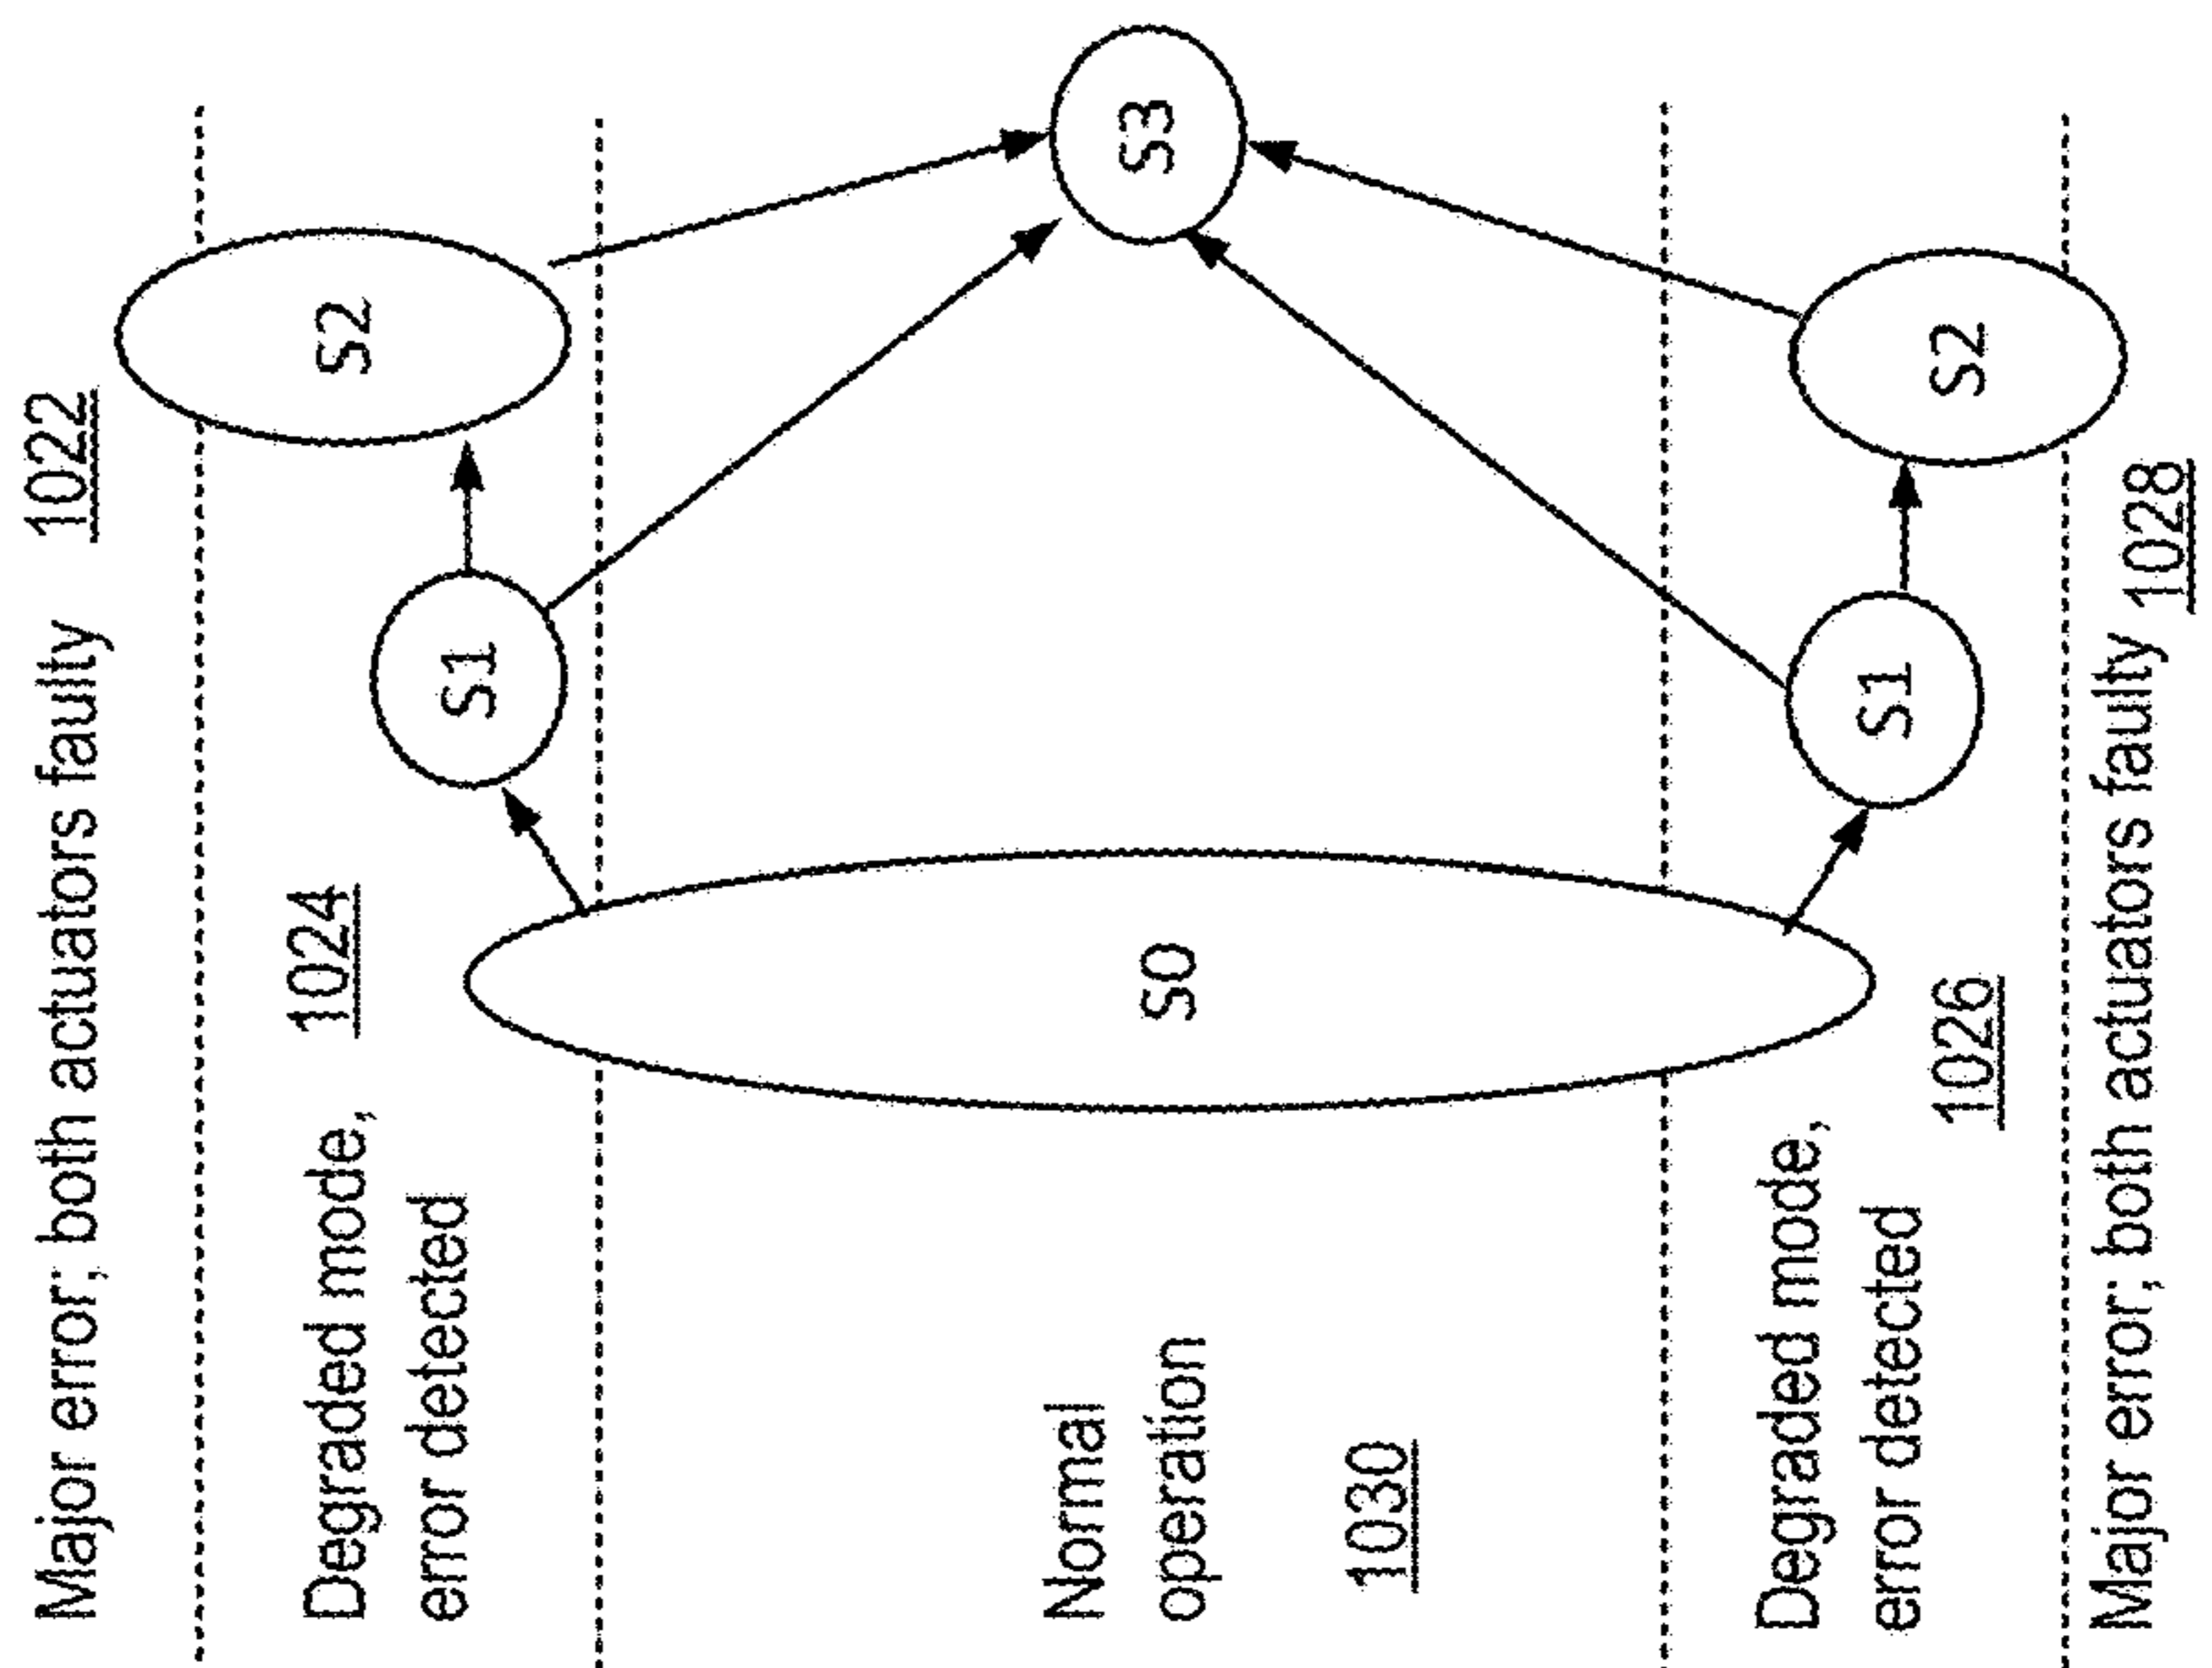 Major error; both actuators faulty 1022
Degraded mode, 1024
error detected
Normal
operation
1030
Degraded mode,
error detected 1026
Major error; both actuators faulty 1028
S0
S1
S2
S1
S2
S3